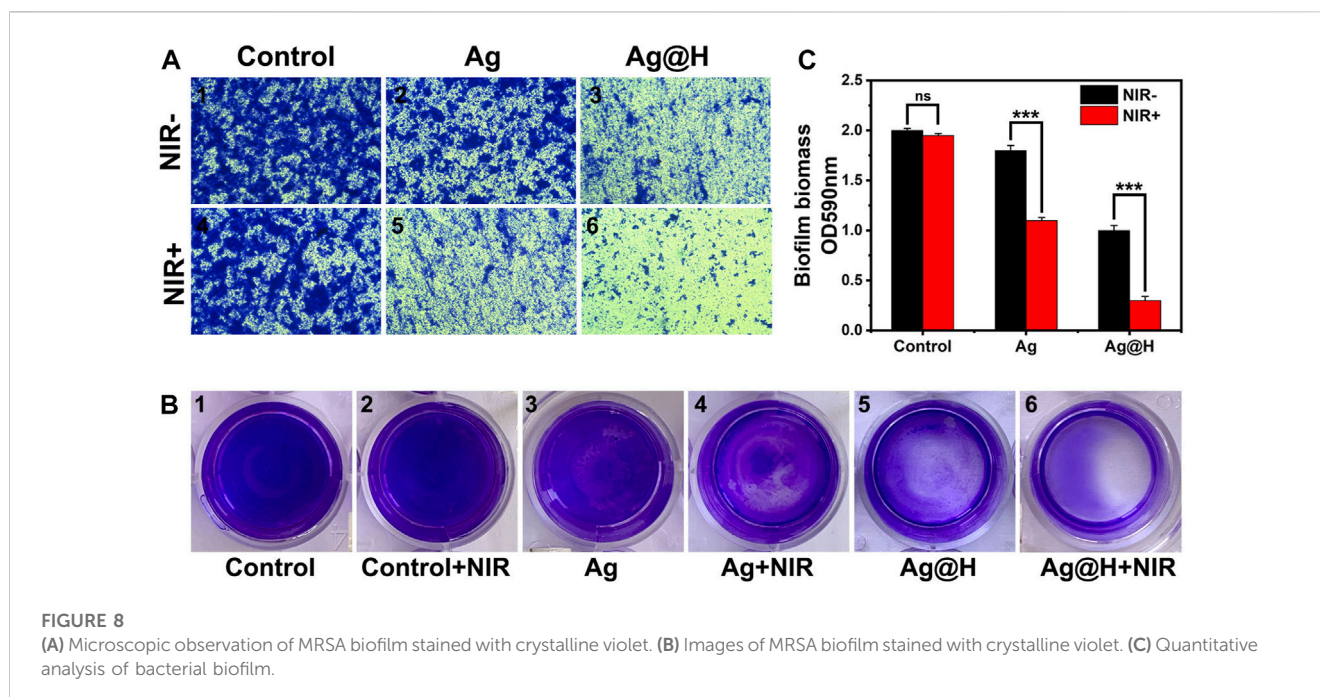 A
Control
Ag
Ag@H
NIR-
NIR+
1
2
3
4
5
6
C
Biofilm biomass
OD590nm
2.5
2.0
1.5
1.0
0.5
0.0
ns
***
***
NIR-
NIR+
Control
Ag
Ag@H
B
1
2
3
4
5
6
Control
Control+NIR
Ag
Ag+NIR
Ag@H
Ag@H+NIR
FIGURE 8
(A) Microscopic observation of MRSA biofilm stained with crystalline violet. (B) Images of MRSA biofilm stained with crystalline violet. (C) Quantitative
analysis of bacterial biofilm.